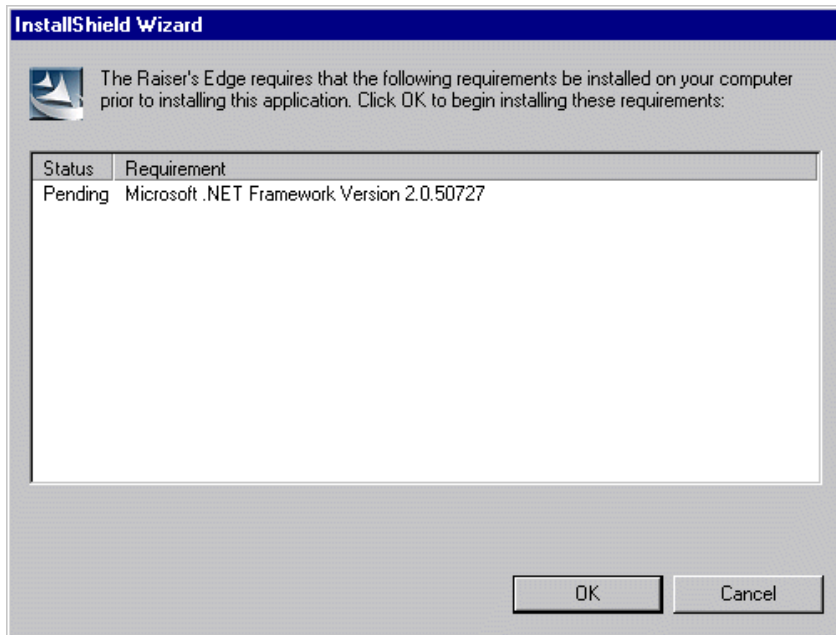 InstallShield Wizard
The Raiser's Edge requires that the following requirements be installed on your computer
prior to installing this application. Click OK to begin installing these requirements:
Status Requirement
Pending Microsoft .NET Framework Version 2.0.50727
OK Cancel